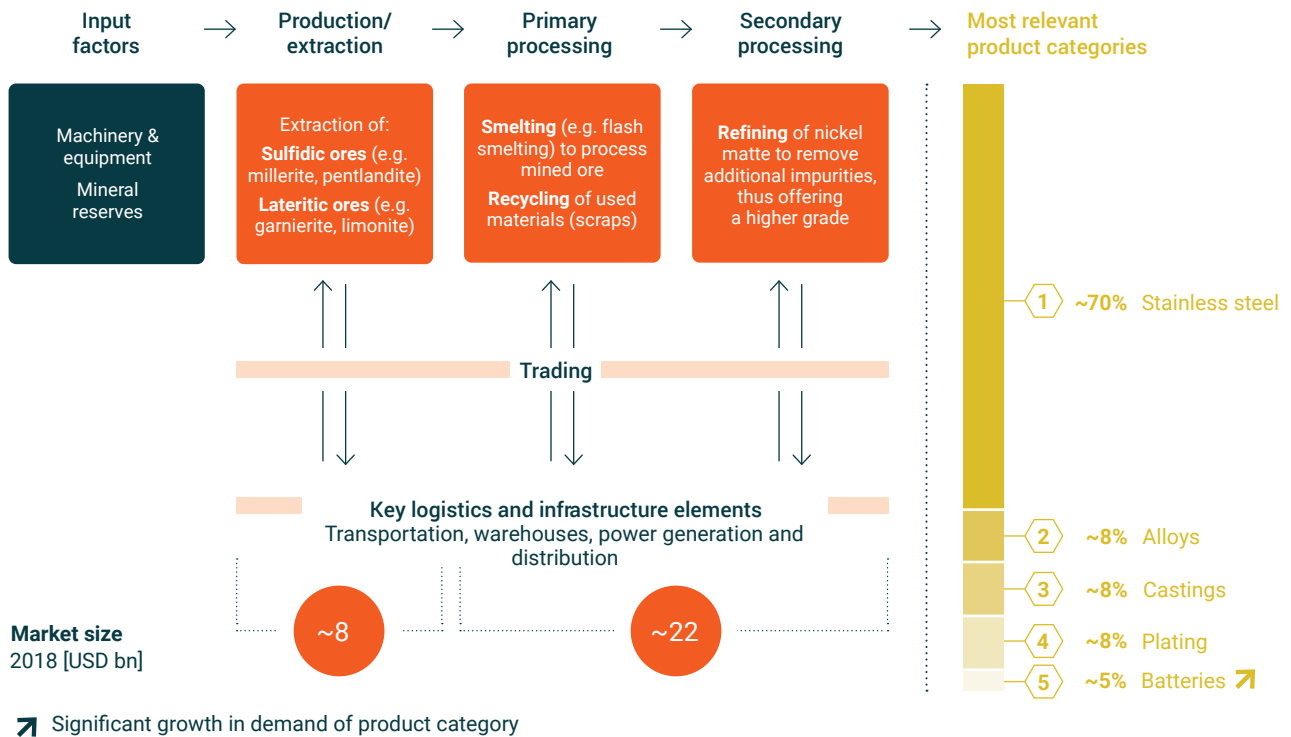 Input
factors
Production/
extraction
Primary
processing
Secondary
processing
Most relevant
product categories
Machinery &
equipment
Mineral
reserves
Extraction of:
Sulfidic ores (e.g.
millerite, pentlandite)
Lateritic ores (e.g.
garnierite, limonite)
Smelting (e.g. flash
smelting) to process
mined ore
Recycling of used
materials (scraps)
Refining of nickel
matte to remove
additional impurities,
thus offering
a higher grade
1 ~70% Stainless steel
Trading
Key logistics and infrastructure elements
Transportation, warehouses, power generation and
distribution
2 ~8% Alloys
3 ~8% Castings
4 ~8% Plating
5 ~5% Batteries
Market size
2018 [USD bn]
~8
~22
Significant growth in demand of product category